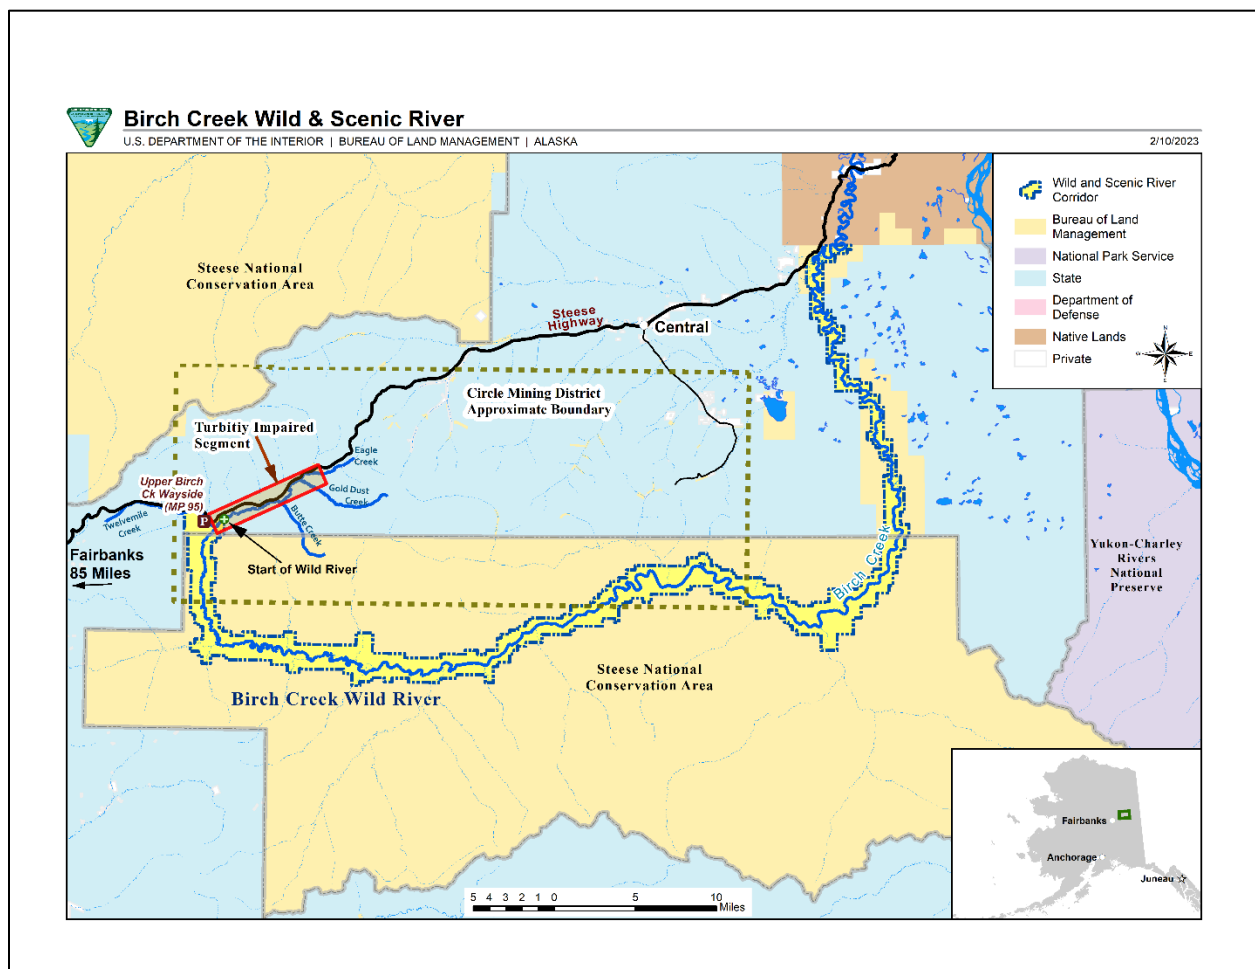 Birch Creek Wild & Scenic River
U.S. DEPARTMENT OF THE INTERIOR | BUREAU OF LAND MANAGEMENT | ALASKA
2/10/2023
Wild and Scenic River
Corridor
Bureau of Land
Management
National Park Service
State
Department of
Defense
Native Lands
Private
N
E
Steese National
Conservation Area
Steese
Highway
Central
Circle Mining District
Approximate Boundary
Turbitiy Impaired
Segment
Eagle
Creek
Upper Birch
Ck Wayside
(MP 95)
Gold Dust
Creek
Twelvemile
Creek
P
Butte Creek
Fairbanks
85 Miles
Start of Wild River
Birch Creek
Yukon-Charley
Rivers
National
Preserve
Steese National
Conservation Area
Birch Creek Wild River
Fairbanks
Anchorage
Juneau
5 4 3 2 1 0 5 10
Miles